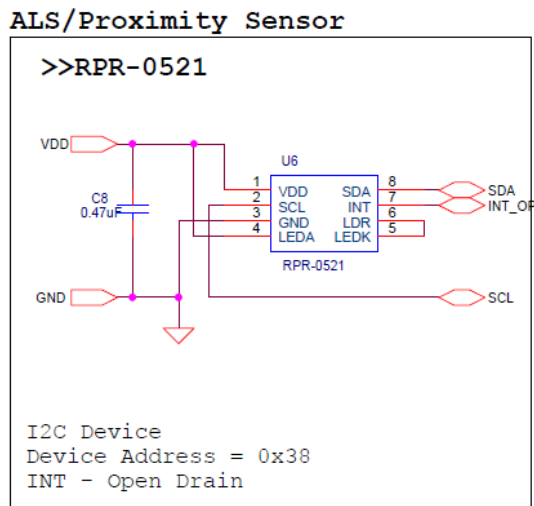 ALS/Proximity Sensor
>>RPR-0521
VDD
U6
1 VDD SDA 8 SDA
2 SCL INT 7 INT_OP
3 GND LDR 6
4 LEDA LEDK 5
C8
0.47uF
RPR-0521
GND
SCL
I2C Device
Device Address = 0x38
INT - Open Drain